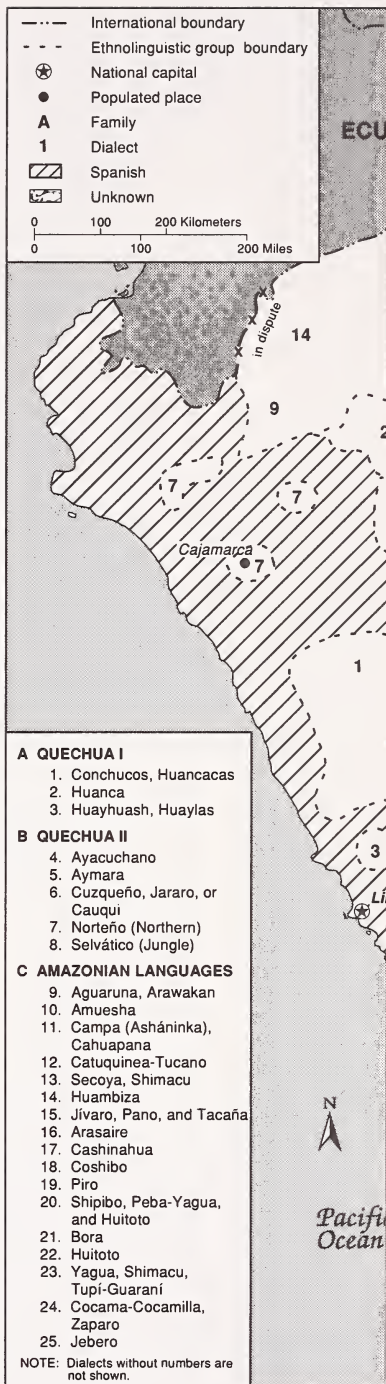 International boundary
Ethnolinguistic group boundary
National capital
Populated place
A Family
1 Dialect
Spanish
Unknown
0 100 200 Kilometers
0 100 200 Miles
ECU
in dispute
14
9
2
7
7
Cajamarca
7
1
3
Lí
A QUECHUA I
1. Conchucos, Huancacas
2. Huanca
3. Huayhuash, Huaylas
B QUECHUA II
4. Ayacuchano
5. Aymara
6. Cuzqueño, Jararo, or
Cauqui
7. Norteño (Northern)
8. Selvático (Jungle)
C AMAZONIAN LANGUAGES
9. Aguaruna, Arawakan
10. Amuesha
11. Campa (Asháninka),
Cahuapana
12. Catuquinea-Tucano
13. Secoya, Shimacu
14. Huambiza
15. Jívaro, Pano, and Tacaña
16. Arasaire
17. Cashinahua
18. Coshibo
19. Piro
20. Shipibo, Peba-Yagua,
and Huitoto
21. Bora
22. Huitoto
23. Yagua, Shimacu,
Tupí-Guaraní
24. Cocama-Cocamilla,
Zaparo
25. Jebero
NOTE: Dialects without numbers are
not shown.
N
Pacifi
Ocean